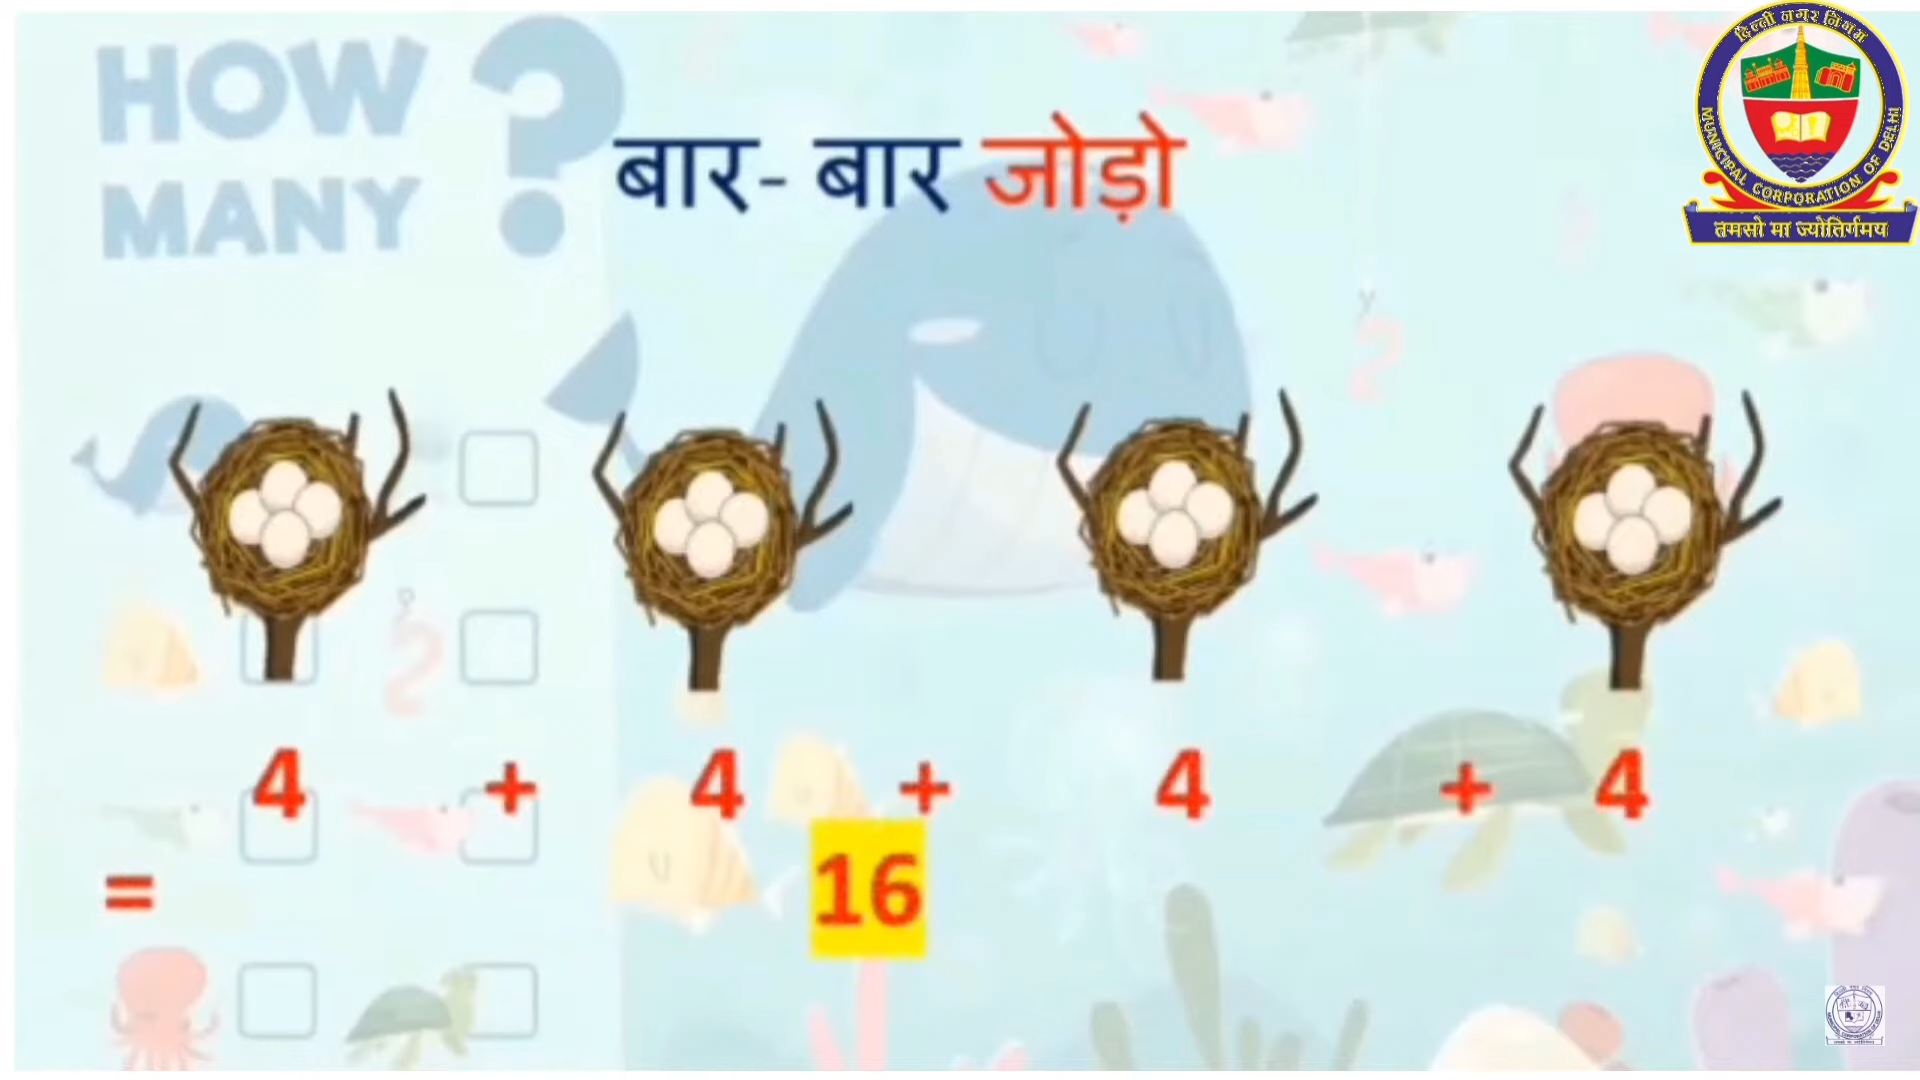 HOW
MANY ?
बार- बार जोड़ो
दिल्ली नगर निगम
MUNICIPAL CORPORATION OF DELHI
तमसो मा ज्योतिर्गमय
4 + 4 + 4 + 4
= 16